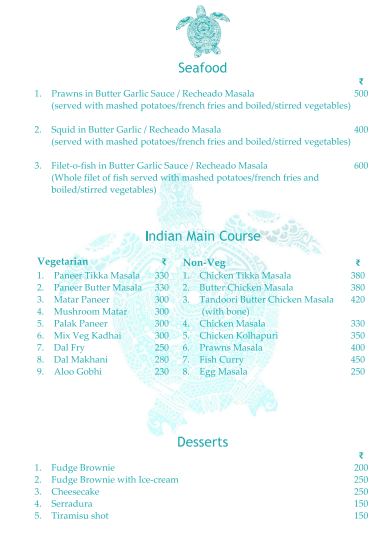 Seafood
₹
1. Prawns in Butter Garlic Sauce / Recheado Masala 500
(served with mashed potatoes/french fries and boiled/stirred vegetables)
2. Squid in Butter Garlic / Recheado Masala 400
(served with mashed potatoes/french fries and boiled/stirred vegetables)
3. Filet-o-fish in Butter Garlic Sauce / Recheado Masala 600
(Whole filet of fish served with mashed potatoes/french fries and
boiled/stirred vegetables)
Indian Main Course
Vegetarian ₹
1. Paneer Tikka Masala 330
2. Paneer Butter Masala 330
3. Matar Paneer 300
4. Mushroom Matar 300
5. Palak Paneer 300
6. Mix Veg Kadhai 300
7. Dal Fry 250
8. Dal Makhani 280
9. Aloo Gobhi 230
Non-Veg ₹
1. Chicken Tikka Masala 380
2. Butter Chicken Masala 380
3. Tandoori Butter Chicken Masala 420
(with bone)
4. Chicken Masala 330
5. Chicken Kolhapuri 350
6. Prawns Masala 400
7. Fish Curry 450
8. Egg Masala 250
Desserts
₹
1. Fudge Brownie 200
2. Fudge Brownie with Ice-cream 250
3. Cheesecake 250
4. Serradura 150
5. Tiramisu shot 150